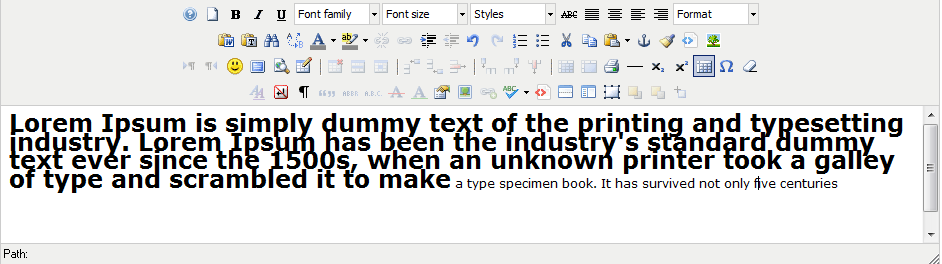 B I U Font family Font size Styles ABC Format
ABC
Lorem Ipsum is simply dummy text of the printing and typesetting
industry. Lorem Ipsum has been the industry's standard dummy
text ever since the 1500s, when an unknown printer took a galley
of type and scrambled it to make a type specimen book. It has survived not only five centuries
Path: